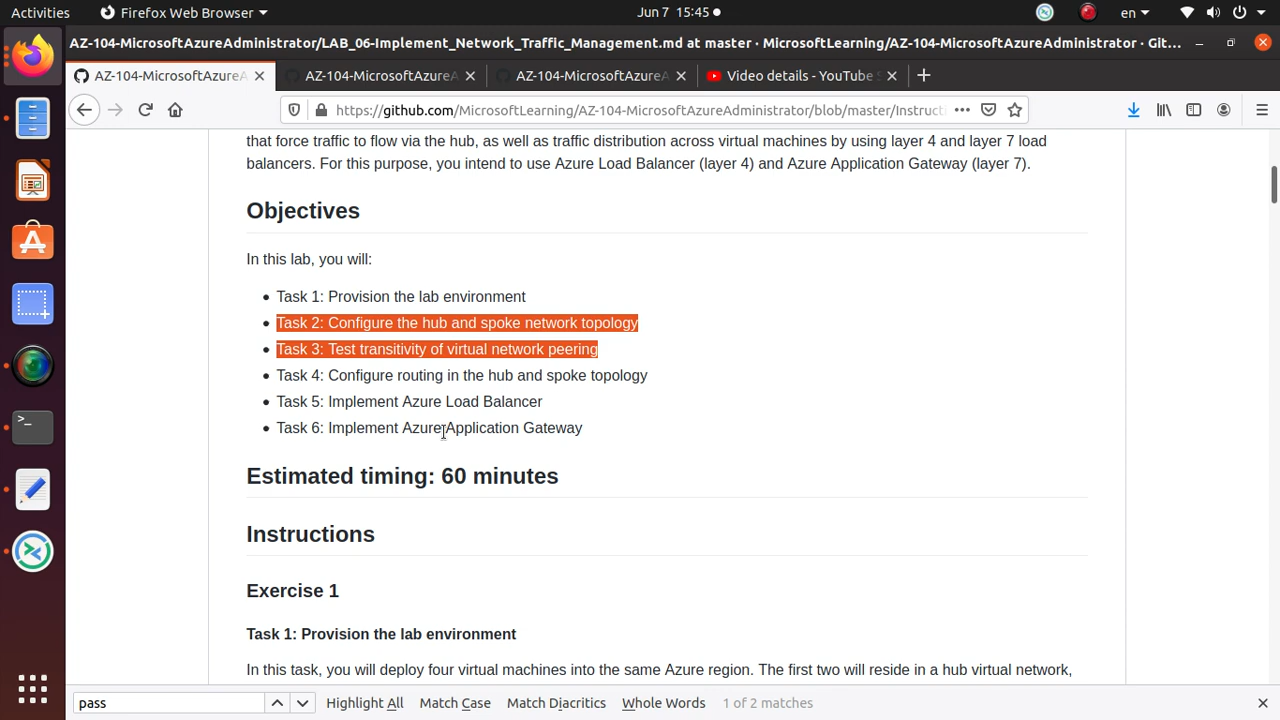 Activities
Firefox Web Browser
Jun 7 15:45
en
AZ-104-MicrosoftAzureAdministrator/LAB_06-Implement_Network_Traffic_Management.md at master · MicrosoftLearning/AZ-104-MicrosoftAzureAdministrator · Git…
AZ-104-MicrosoftAzureA
AZ-104-MicrosoftAzureA
AZ-104-MicrosoftAzureA
Video details - YouTube S
https://github.com/MicrosoftLearning/AZ-104-MicrosoftAzureAdministrator/blob/master/Instructi
that force traffic to flow via the hub, as well as traffic distribution across virtual machines by using layer 4 and layer 7 load
balancers. For this purpose, you intend to use Azure Load Balancer (layer 4) and Azure Application Gateway (layer 7).
Objectives
In this lab, you will:
• Task 1: Provision the lab environment
• Task 2: Configure the hub and spoke network topology
• Task 3: Test transitivity of virtual network peering
• Task 4: Configure routing in the hub and spoke topology
• Task 5: Implement Azure Load Balancer
• Task 6: Implement Azure Application Gateway
Estimated timing: 60 minutes
Instructions
Exercise 1
Task 1: Provision the lab environment
In this task, you will deploy four virtual machines into the same Azure region. The first two will reside in a hub virtual network,
pass
Highlight All
Match Case
Match Diacritics
Whole Words
1 of 2 matches